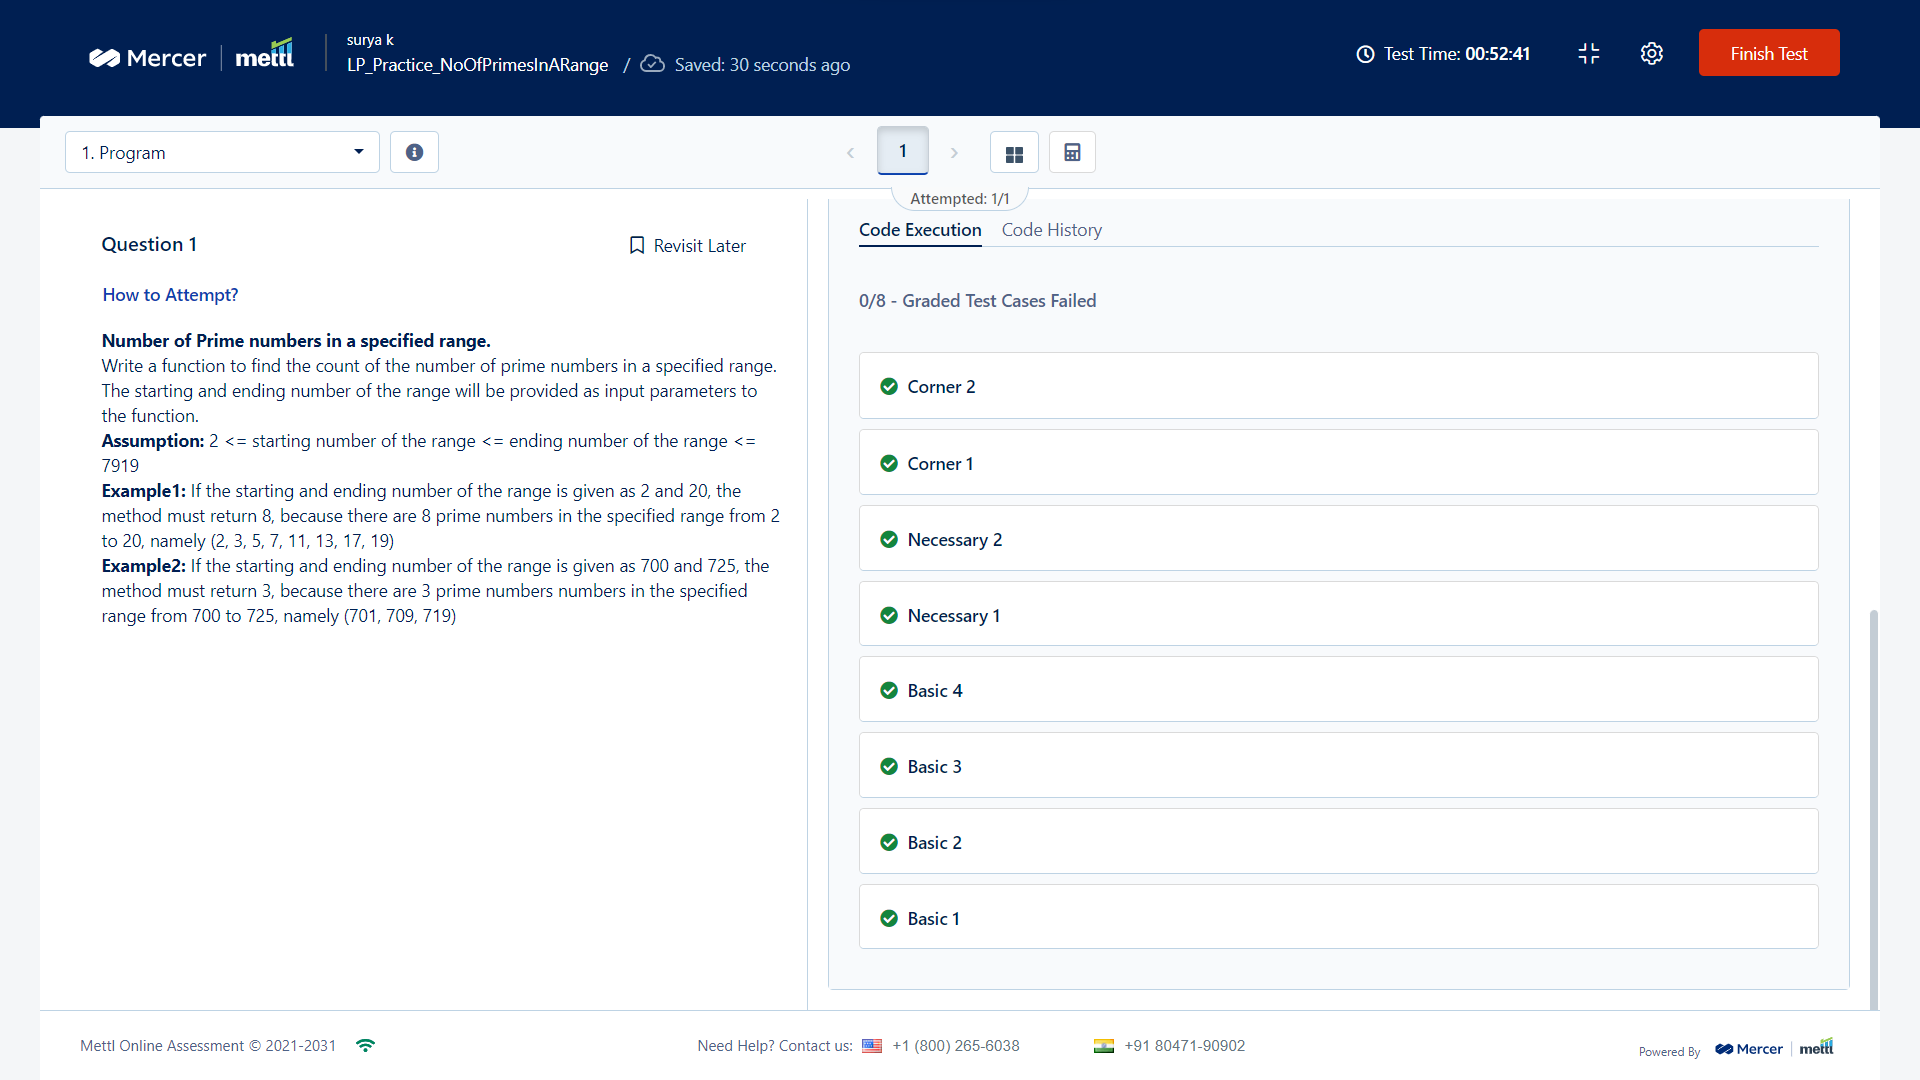 Mercer
mettl
surya k
LP_Practice_NoOfPrimesInARange / Saved: 30 seconds ago
Test Time: 00:52:41
Finish Test
1. Program
1
Attempted: 1/1
Question 1
Revisit Later
How to Attempt?
Number of Prime numbers in a specified range.
Write a function to find the count of the number of prime numbers in a specified range.
The starting and ending number of the range will be provided as input parameters to
the function.
Assumption: 2 <= starting number of the range <= ending number of the range <=
7919
Example1: If the starting and ending number of the range is given as 2 and 20, the
method must return 8, because there are 8 prime numbers in the specified range from 2
to 20, namely (2, 3, 5, 7, 11, 13, 17, 19)
Example2: If the starting and ending number of the range is given as 700 and 725, the
method must return 3, because there are 3 prime numbers numbers in the specified
range from 700 to 725, namely (701, 709, 719)
Code Execution Code History
0/8 - Graded Test Cases Failed
Corner 2
Corner 1
Necessary 2
Necessary 1
Basic 4
Basic 3
Basic 2
Basic 1
Mettl Online Assessment © 2021-2031
Need Help? Contact us: +1 (800) 265-6038 +91 80471-90902
Powered By Mercer mettl